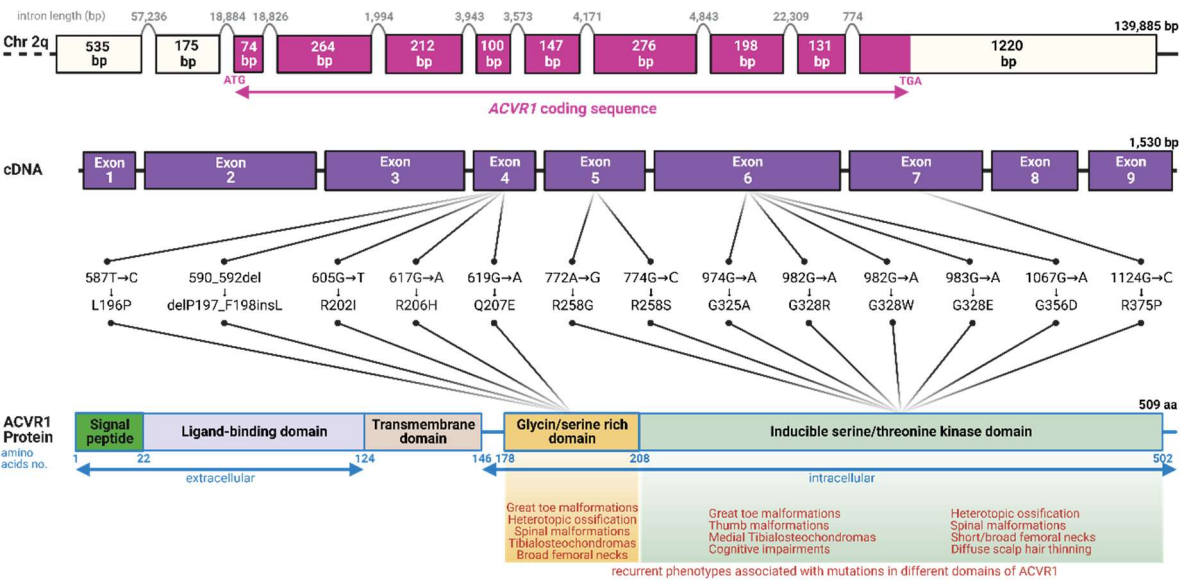 intron length (bp) 57,236 18,884 18,826 1,994 3,943 3,573 4,171 4,843 22,309 774
139,885 bp
Chr 2q
535 bp
175 bp
74 bp
264 bp
212 bp
100 bp
147 bp
276 bp
198 bp
131 bp
1220 bp
ATG
TGA
ACVR1 coding sequence
1,530 bp
cDNA
Exon 1
Exon 2
Exon 3
Exon 4
Exon 5
Exon 6
Exon 7
Exon 8
Exon 9
587T→C 590_592del 605G→T 617G→A 619G→A 772A→G 774G→C 974G→A 982G→A 982G→A 983G→A 1067G→A 1124G→C
↓ ↓ ↓ ↓ ↓ ↓ ↓ ↓ ↓ ↓ ↓ ↓ ↓
L196P delP197_F198insL R202I R206H Q207E R258G R258S G325A G328R G328W G328E G356D R375P
509 aa
ACVR1
Protein
amino
acids no.
Signal
peptide
Ligand-binding domain
Transmembrane
domain
Glycin/serine rich
domain
Inducible serine/threonine kinase domain
1 22 124 146 178 208 502
extracellular
intracellular
Great toe malformations
Heterotopic ossification
Spinal malformations
Tibialosteochondromas
Broad femoral necks
Great toe malformations
Thumb malformations
Medial Tibialosteochondromas
Cognitive impairments
Heterotopic ossification
Spinal malformations
Short/broad femoral necks
Diffuse scalp hair thinning
recurrent phenotypes associated with mutations in different domains of ACVR1